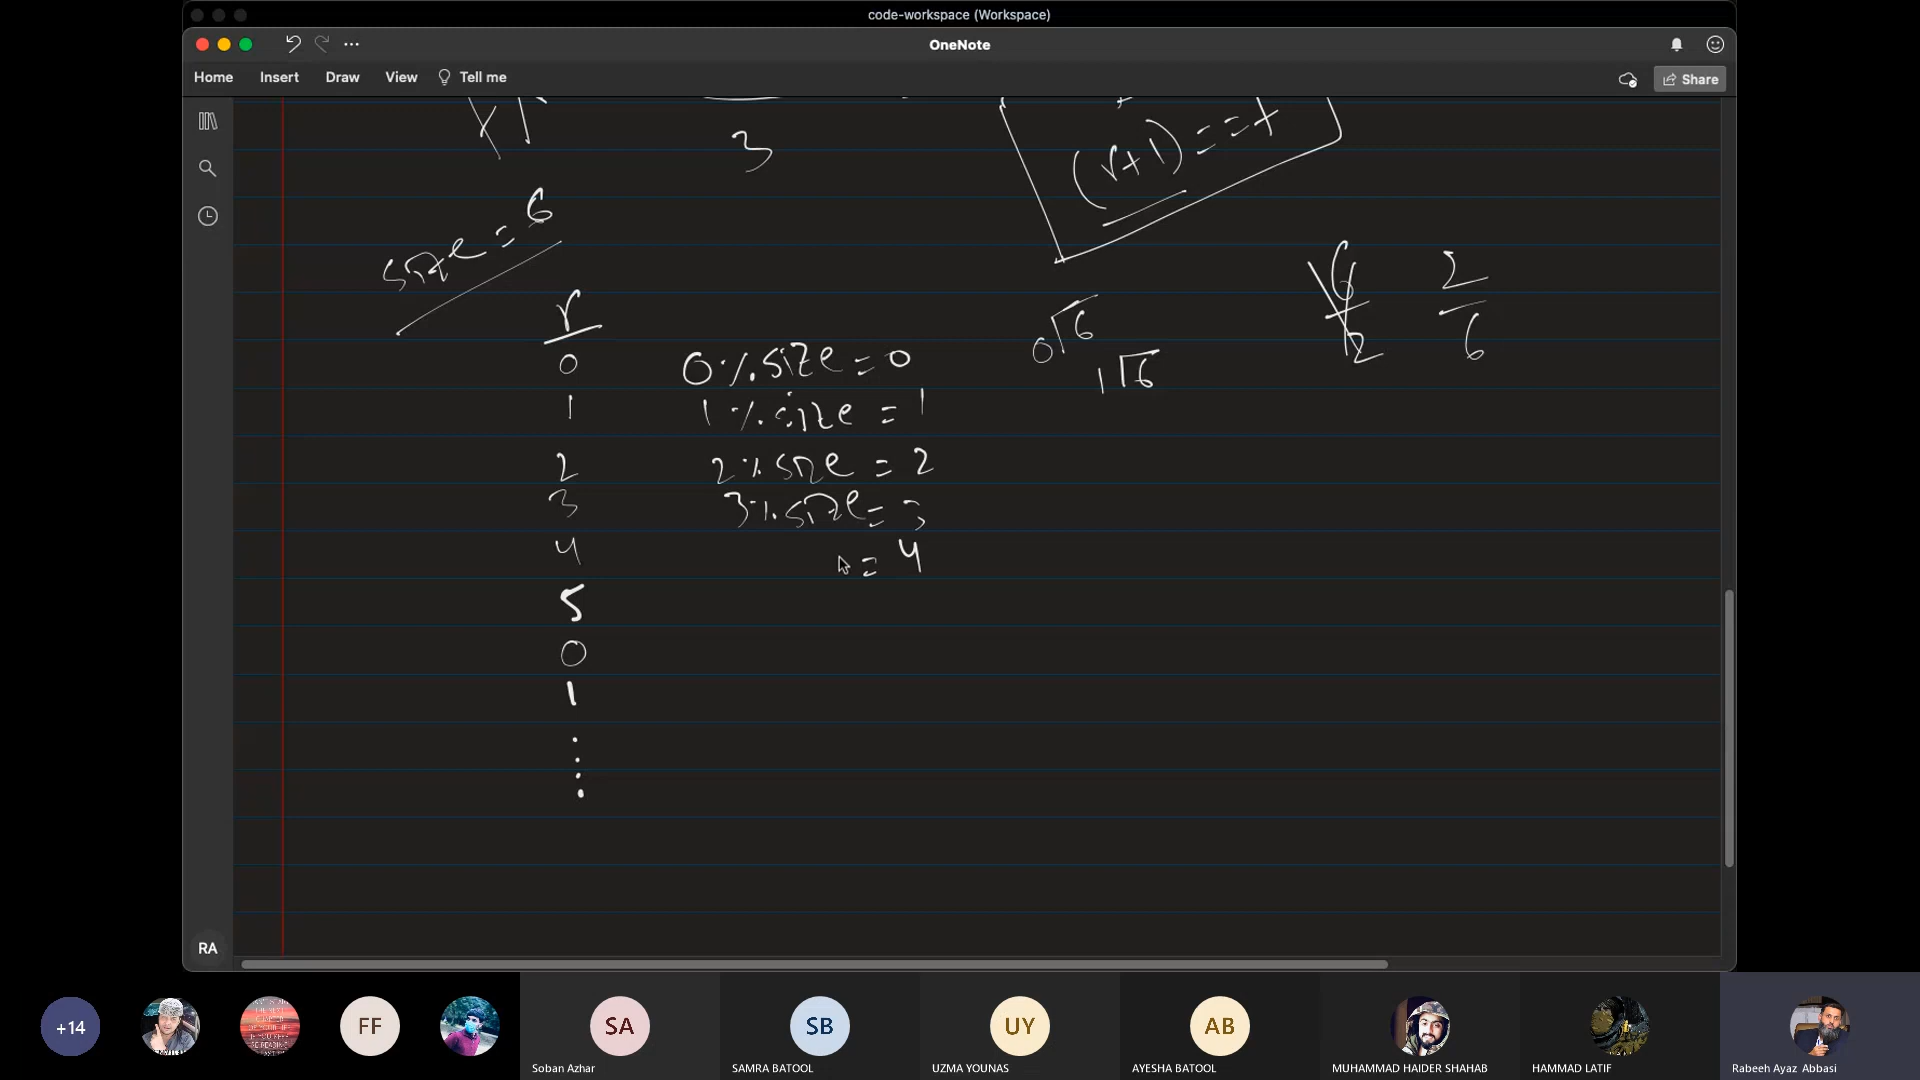 code-workspace (Workspace)
OneNote
Home Insert Draw View Tell me Share
3
(r+1) == f
size = 6
r
0 0 % size = 0
1 1 % size = 1
2 2 % size = 2
3 3 % size = 3
4 = 4
5
0
1
0 6
1 6
6
2
2
6
RA
+14
FF
SA
SB
UY
AB
Soban Azhar
SAMRA BATOOL
UZMA YOUNAS
AYESHA BATOOL
MUHAMMAD HAIDER SHAHAB
HAMMAD LATIF
Rabeeh Ayaz Abbasi